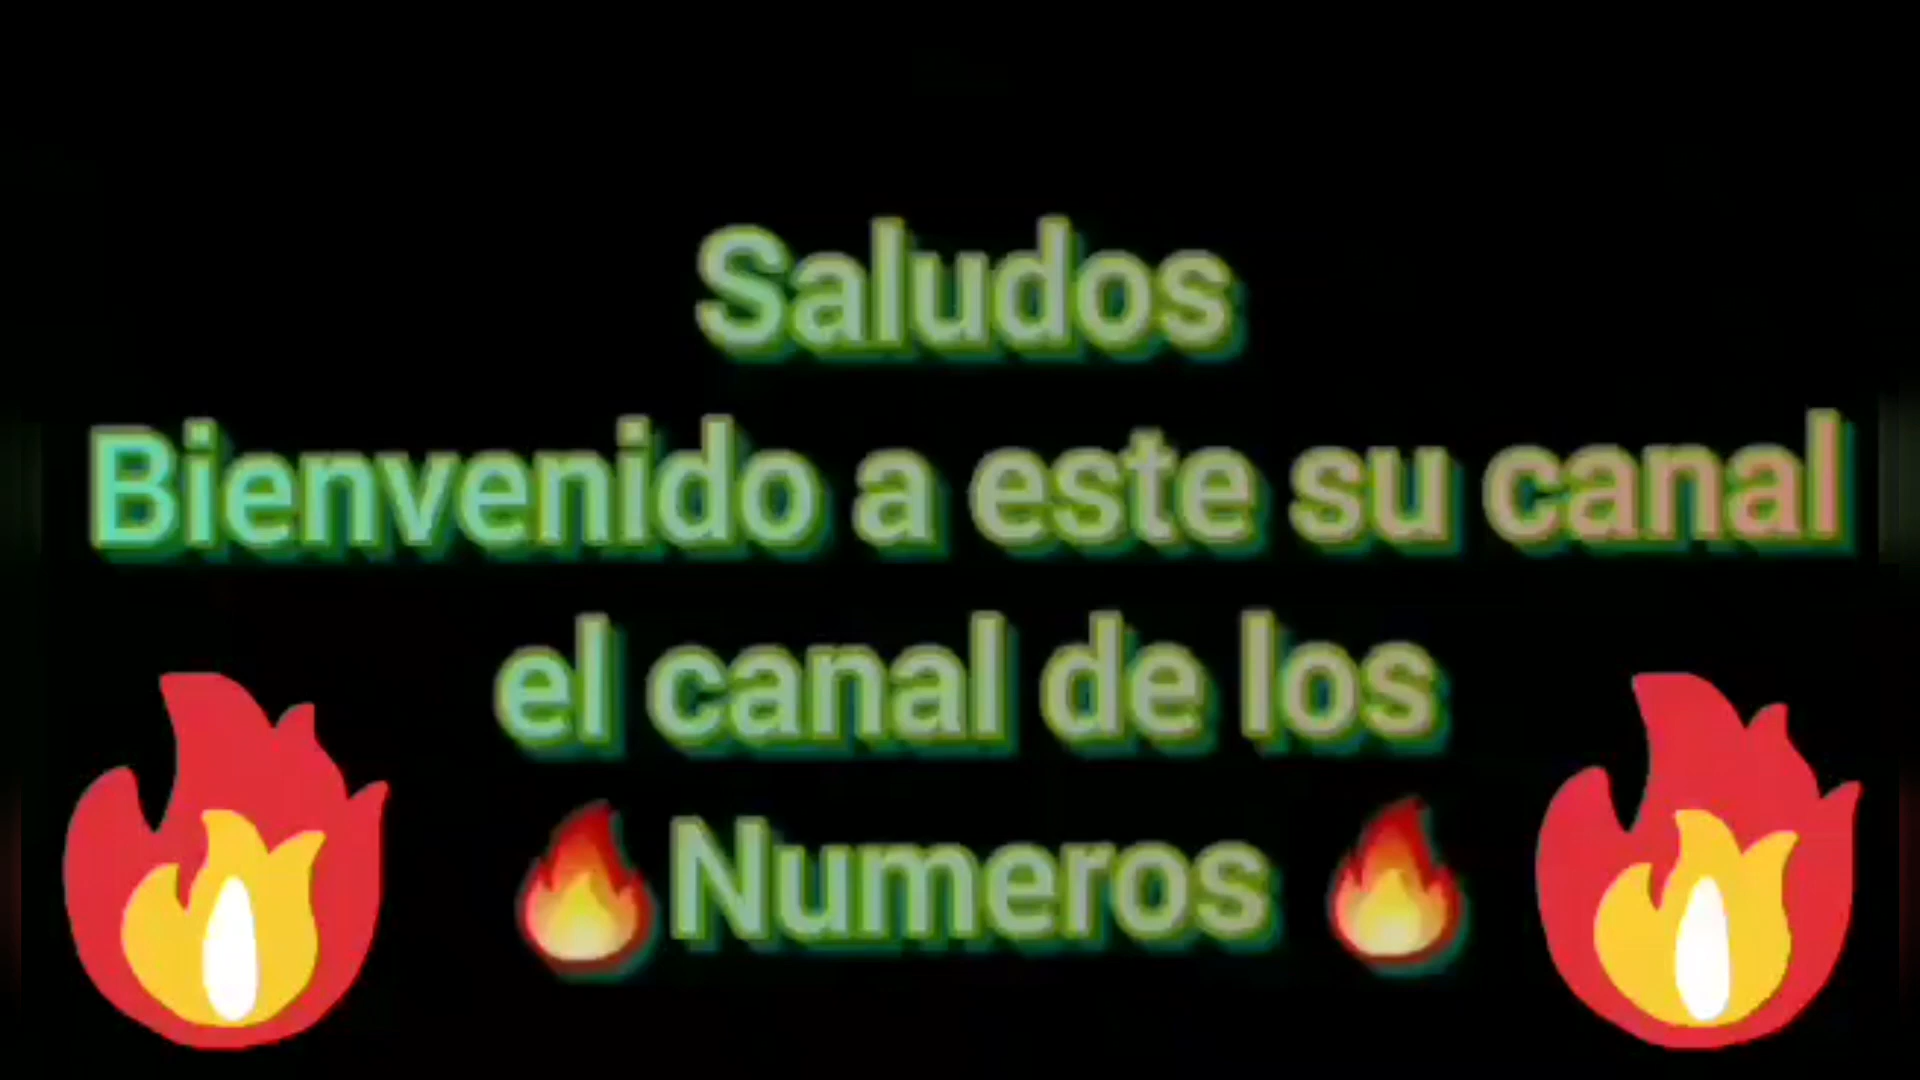 Saludos
Bienvenido a este su canal
el canal de los
🔥Numeros 🔥